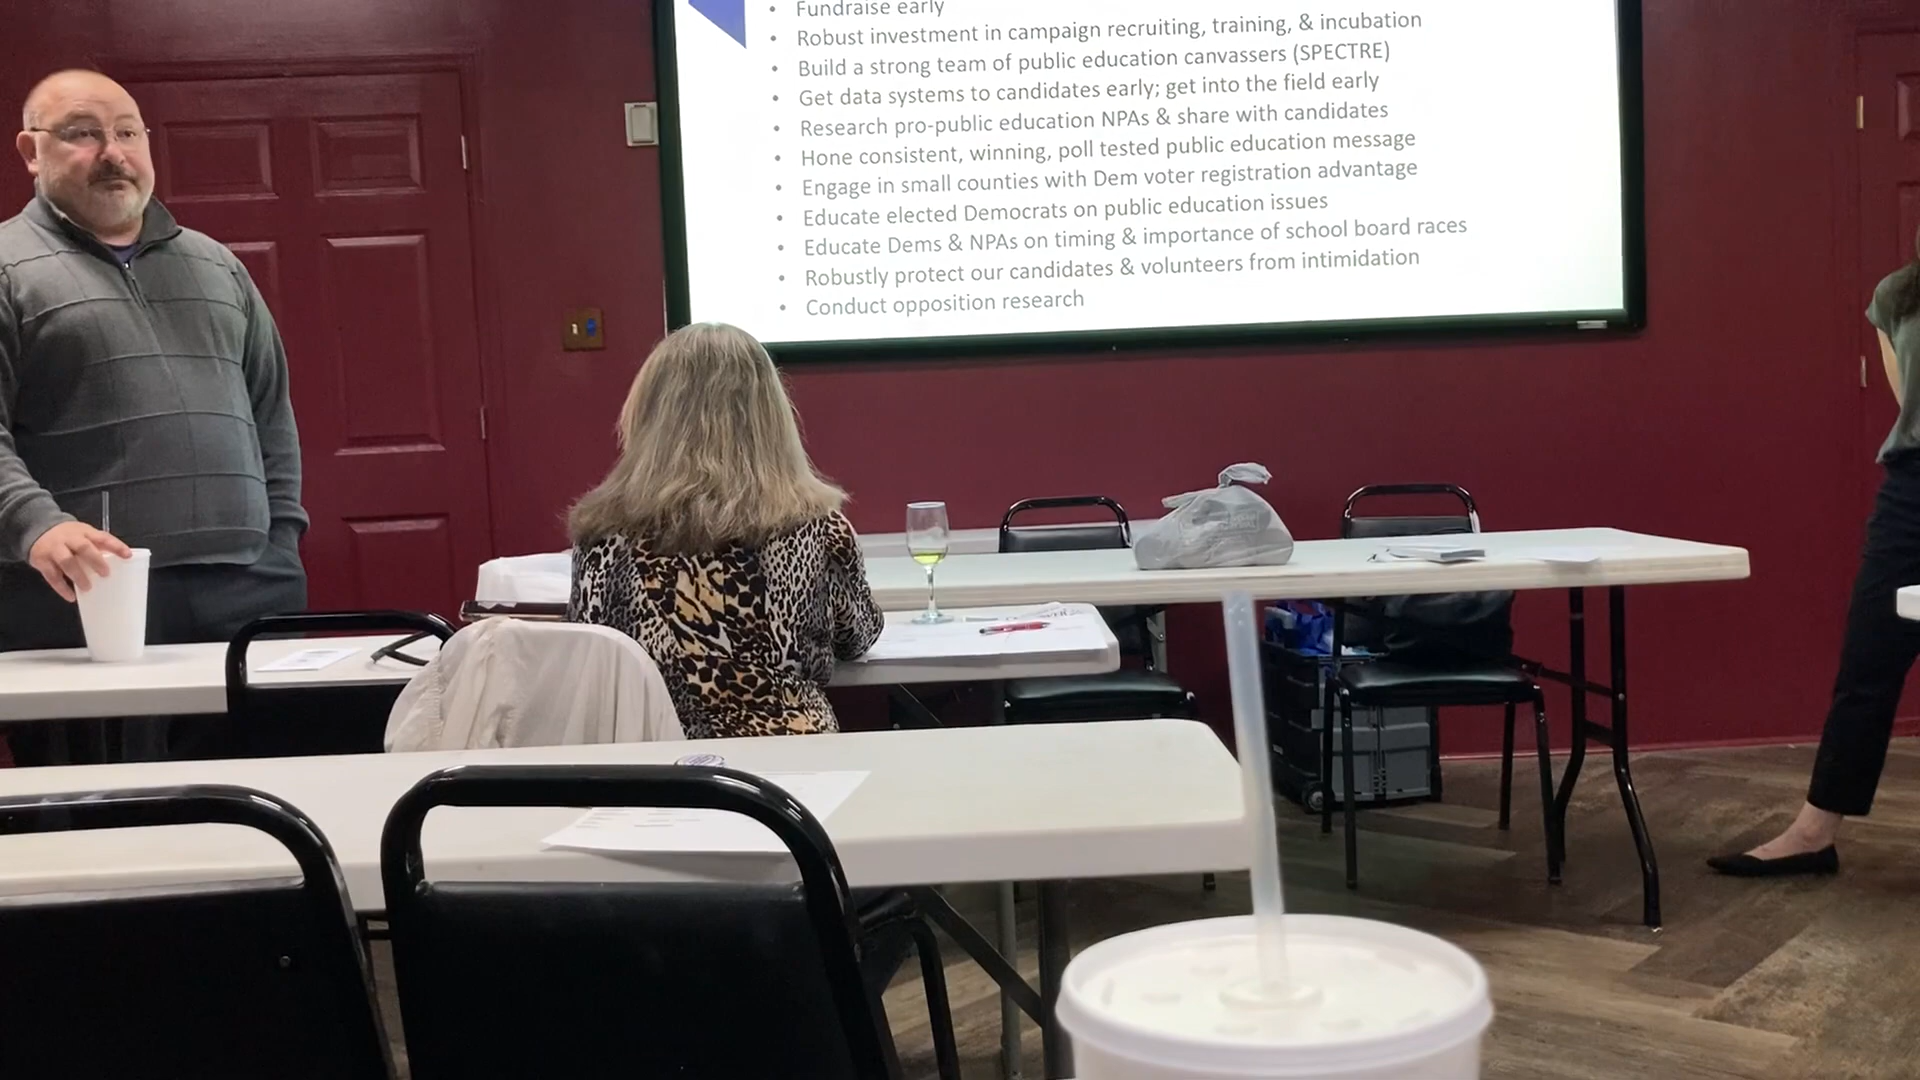 • Fundraise early
• Robust investment in campaign recruiting, training, & incubation
• Build a strong team of public education canvassers (SPECTRE)
• Get data systems to candidates early; get into the field early
• Research pro-public education NPAs & share with candidates
• Hone consistent, winning, poll tested public education message
• Engage in small counties with Dem voter registration advantage
• Educate elected Democrats on public education issues
• Educate Dems & NPAs on timing & importance of school board races
• Robustly protect our candidates & volunteers from intimidation
• Conduct opposition research